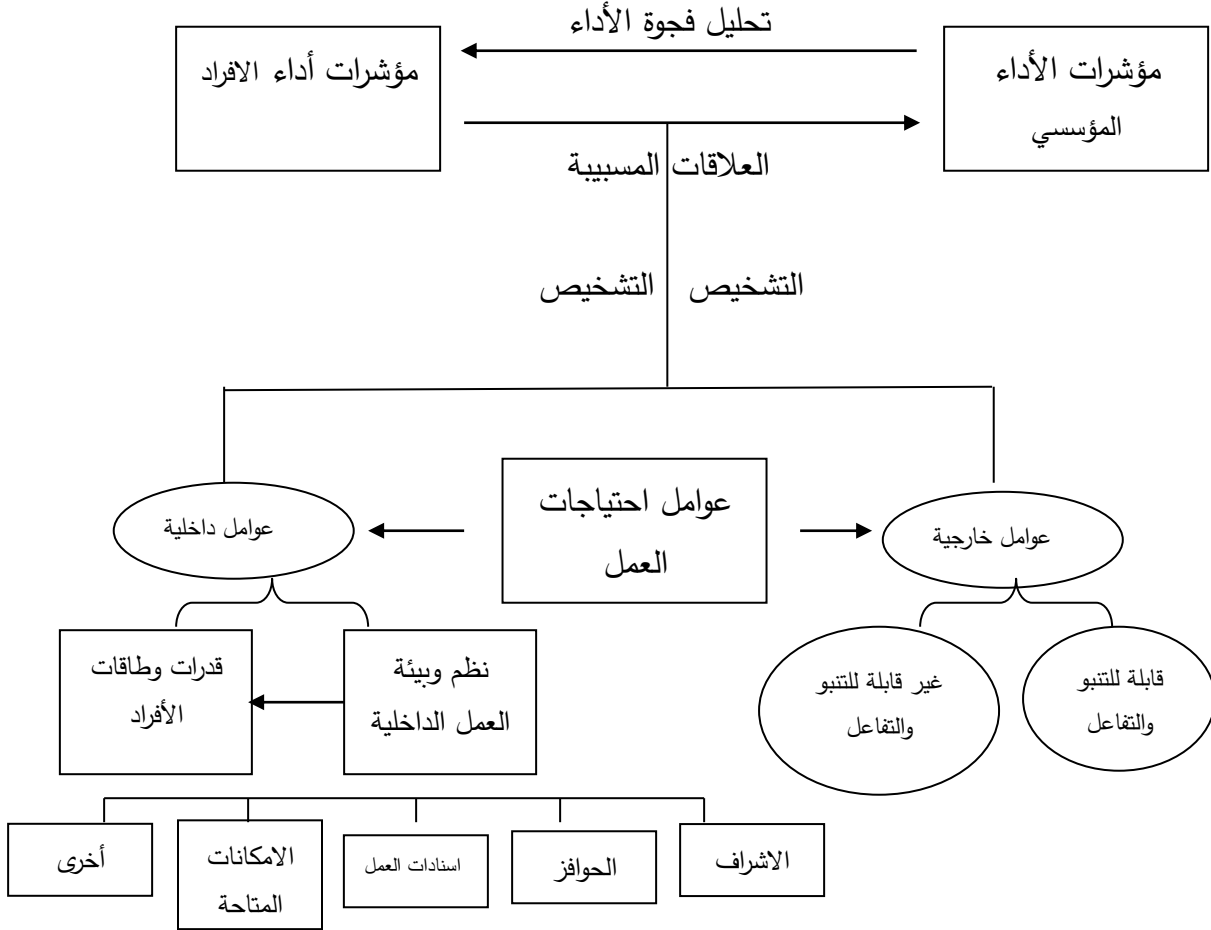 تحليل فجوة الأداء
مؤشرات الأداء
المؤسسي
مؤشرات أداء الافراد
العلاقات المسببية
التشخيص
التشخيص
عوامل احتياجات
العمل
عوامل خارجية
عوامل داخلية
قابلة للتنبو
والتفاعل
غير قابلة للتنبو
والتفاعل
نظم وبيئة
العمل الداخلية
قدرات وطاقات
الأفراد
الاشراف
الحوافز
اسنادات العمل
الامكانات
المتاحة
أخرى